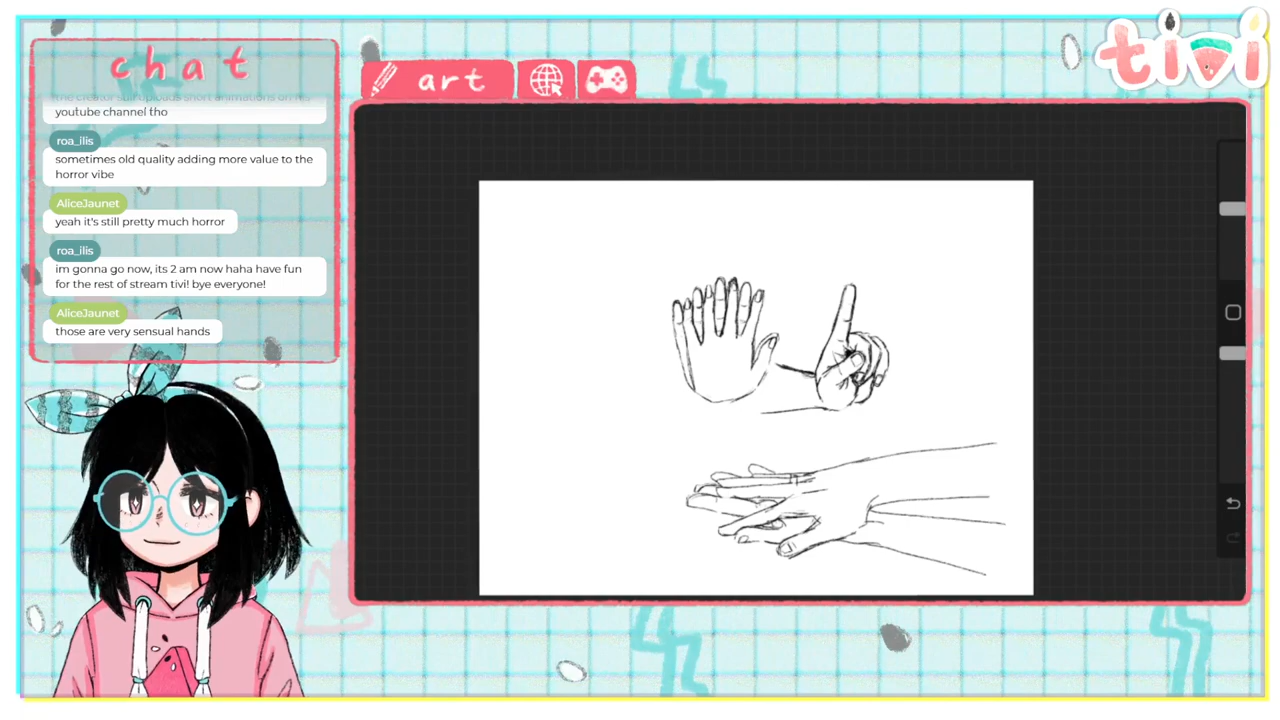 chat
youtube channel tho
roa_ilis
sometimes old quality adding more value to the
horror vibe
AliceJaunet
yeah it's still pretty much horror
roa_ilis
im gonna go now, its 2 am now haha have fun
for the rest of stream tivi! bye everyone!
AliceJaunet
those are very sensual hands
art
tivi